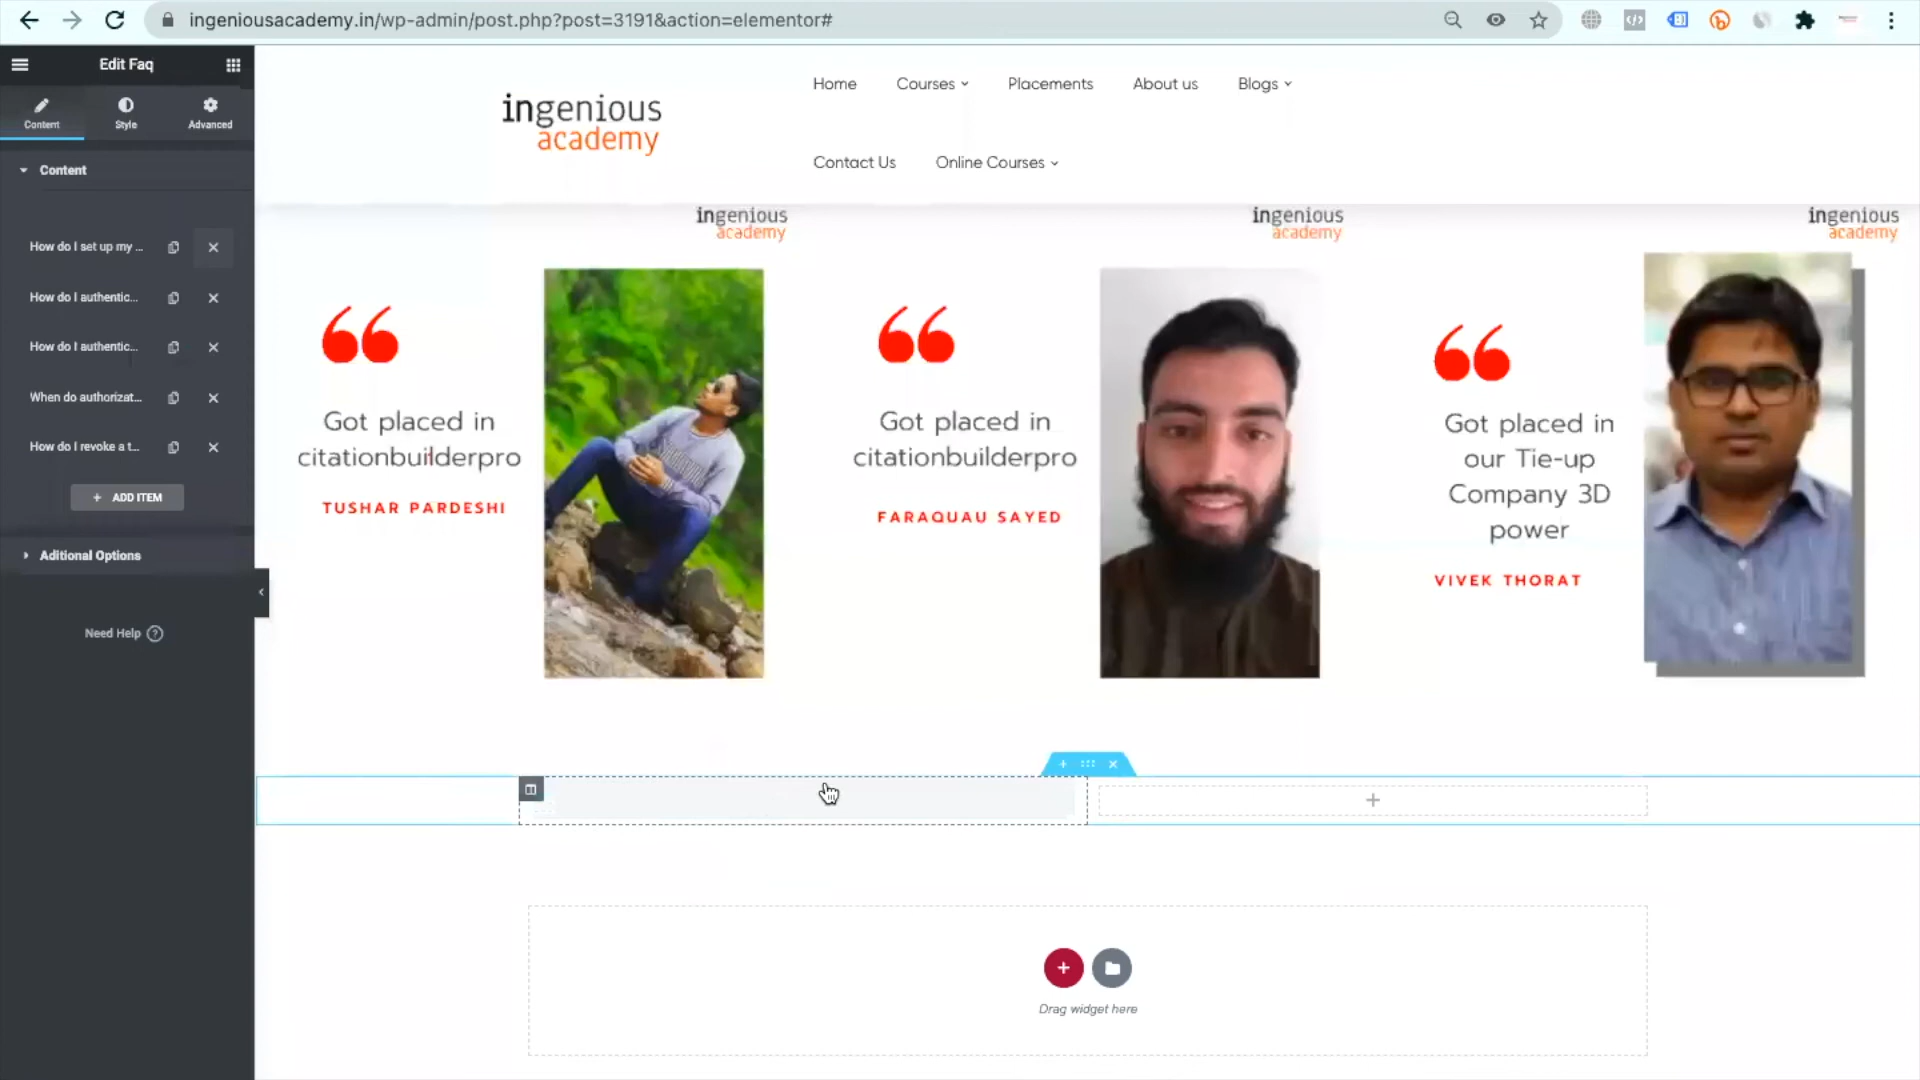 ingeniousacademy.in/wp-admin/post.php?post=3191&action=elementor#
Edit Faq
Content
Style
Advanced
Content
How do I set up my ...
How do I authentic...
How do I authentic...
When do authorizat...
How do I revoke a t...
+ ADD ITEM
Aditional Options
Need Help ?
ingenious
academy
Home
Courses
Placements
About us
Blogs
Contact Us
Online Courses
ingenious
academy
Got placed in
citationbuilderpro
TUSHAR PARDESHI
ingenious
academy
Got placed in
citationbuilderpro
FARAQUAU SAYED
ingenious
academy
Got placed in
our Tie-up
Company 3D
power
VIVEK THORAT
Drag widget here